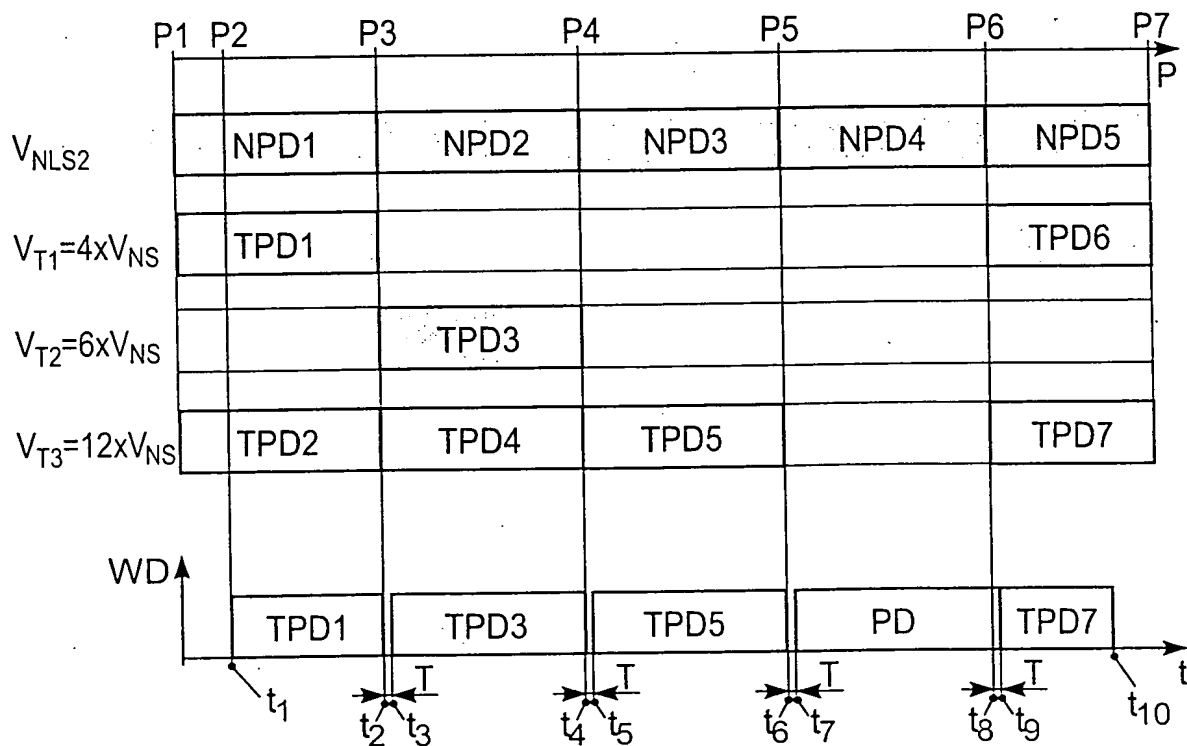 P1 P2 P3 P4 P5 P6 P7
P
V_NLS2 NPD1 NPD2 NPD3 NPD4 NPD5
V_T1=4xV_NS TPD1 TPD6
V_T2=6xV_NS TPD3
V_T3=12xV_NS TPD2 TPD4 TPD5 TPD7
WD TPD1 TPD3 TPD5 PD TPD7
T T T T t
t1 t2 t3 t4 t5 t6 t7 t8 t9 t10